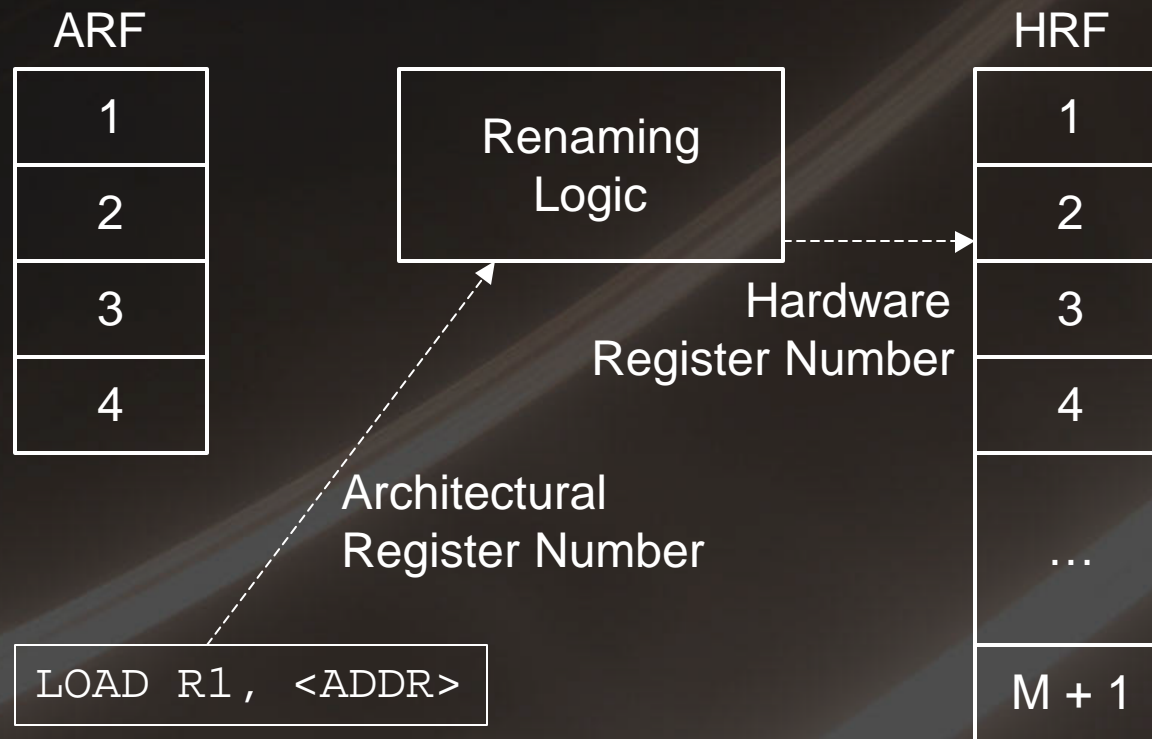 ARF
HRF
1
2
3
4
Renaming
Logic
1
2
3
4
…
M + 1
Hardware
Register Number
Architectural
Register Number
LOAD R1, <ADDR>